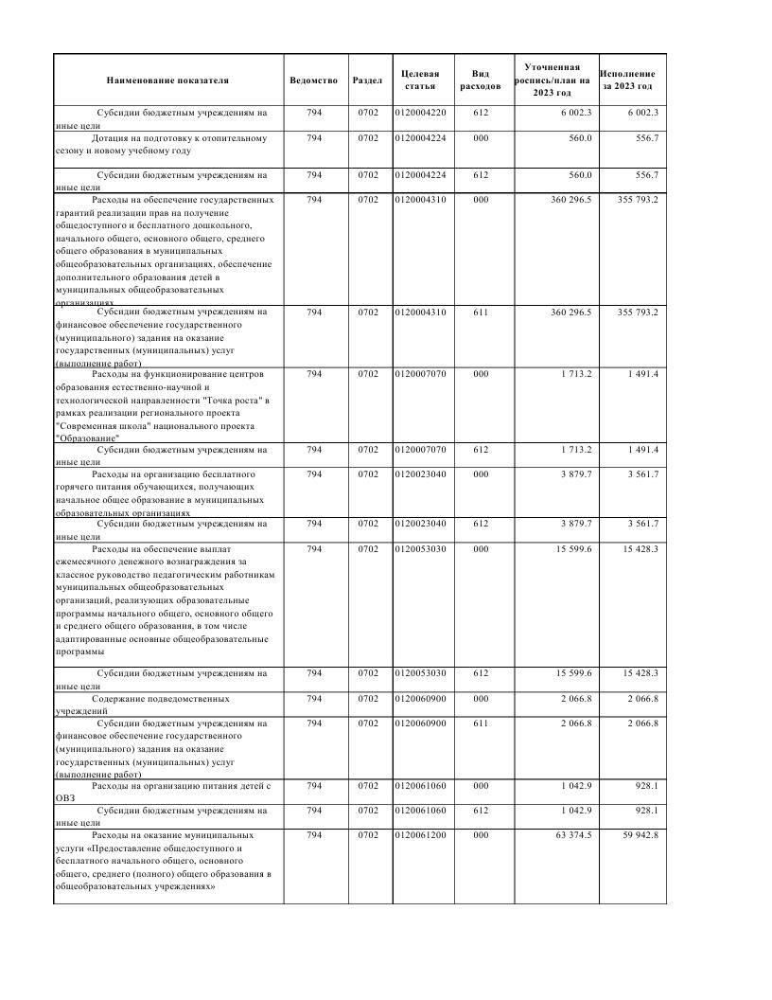 Наименование показателя Ведомство Раздел Целевая статья Вид расходов Уточненная роспись/план на 2023 год Исполнение за 2023 год
Субсидии бюджетным учреждениям на 794 0702 0120004220 612 6 002.3 6 002.3
иные цели
Дотация на подготовку к отопительному 794 0702 0120004224 000 560.0 556.7
сезону и новому учебному году
Субсидии бюджетным учреждениям на 794 0702 0120004224 612 560.0 556.7
иные цели
Расходы на обеспечение государственных 794 0702 0120004310 000 360 296.5 355 793.2
гарантий реализации прав на получение
общедоступного и бесплатного дошкольного,
начального общего, основного общего, среднего
общего образования в муниципальных
общеобразовательных организациях, обеспечение
дополнительного образования детей в
муниципальных общеобразовательных
организациях
Субсидии бюджетным учреждениям на 794 0702 0120004310 611 360 296.5 355 793.2
финансовое обеспечение государственного
(муниципального) задания на оказание
государственных (муниципальных) услуг
(выполнение работ)
Расходы на функционирование центров 794 0702 0120007070 000 1 713.2 1 491.4
образования естественно-научной и
технологической направленности "Точка роста" в
рамках реализации регионального проекта
"Современная школа" национального проекта
"Образование"
Субсидии бюджетным учреждениям на 794 0702 0120007070 612 1 713.2 1 491.4
иные цели
Расходы на организацию бесплатного 794 0702 0120023040 000 3 879.7 3 561.7
горячего питания обучающихся, получающих
начальное общее образование в муниципальных
образовательных организациях
Субсидии бюджетным учреждениям на 794 0702 0120023040 612 3 879.7 3 561.7
иные цели
Расходы на обеспечение выплат 794 0702 0120053030 000 15 599.6 15 428.3
ежемесячного денежного вознаграждения за
классное руководство педагогическим работникам
муниципальных общеобразовательных
организаций, реализующих образовательные
программы начального общего, основного общего
и среднего общего образования, в том числе
адаптированные основные общеобразовательные
программы
Субсидии бюджетным учреждениям на 794 0702 0120053030 612 15 599.6 15 428.3
иные цели
Содержание подведомственных 794 0702 0120060900 000 2 066.8 2 066.8
учреждений
Субсидии бюджетным учреждениям на 794 0702 0120060900 611 2 066.8 2 066.8
финансовое обеспечение государственного
(муниципального) задания на оказание
государственных (муниципальных) услуг
(выполнение работ)
Расходы на организацию питания детей с 794 0702 0120061060 000 1 042.9 928.1
ОВЗ
Субсидии бюджетным учреждениям на 794 0702 0120061060 612 1 042.9 928.1
иные цели
Расходы на оказание муниципальных 794 0702 0120061200 000 63 374.5 59 942.8
услуги «Предоставление общедоступного и
бесплатного начального общего, основного
общего, среднего (полного) общего образования в
общеобразовательных учреждениях»